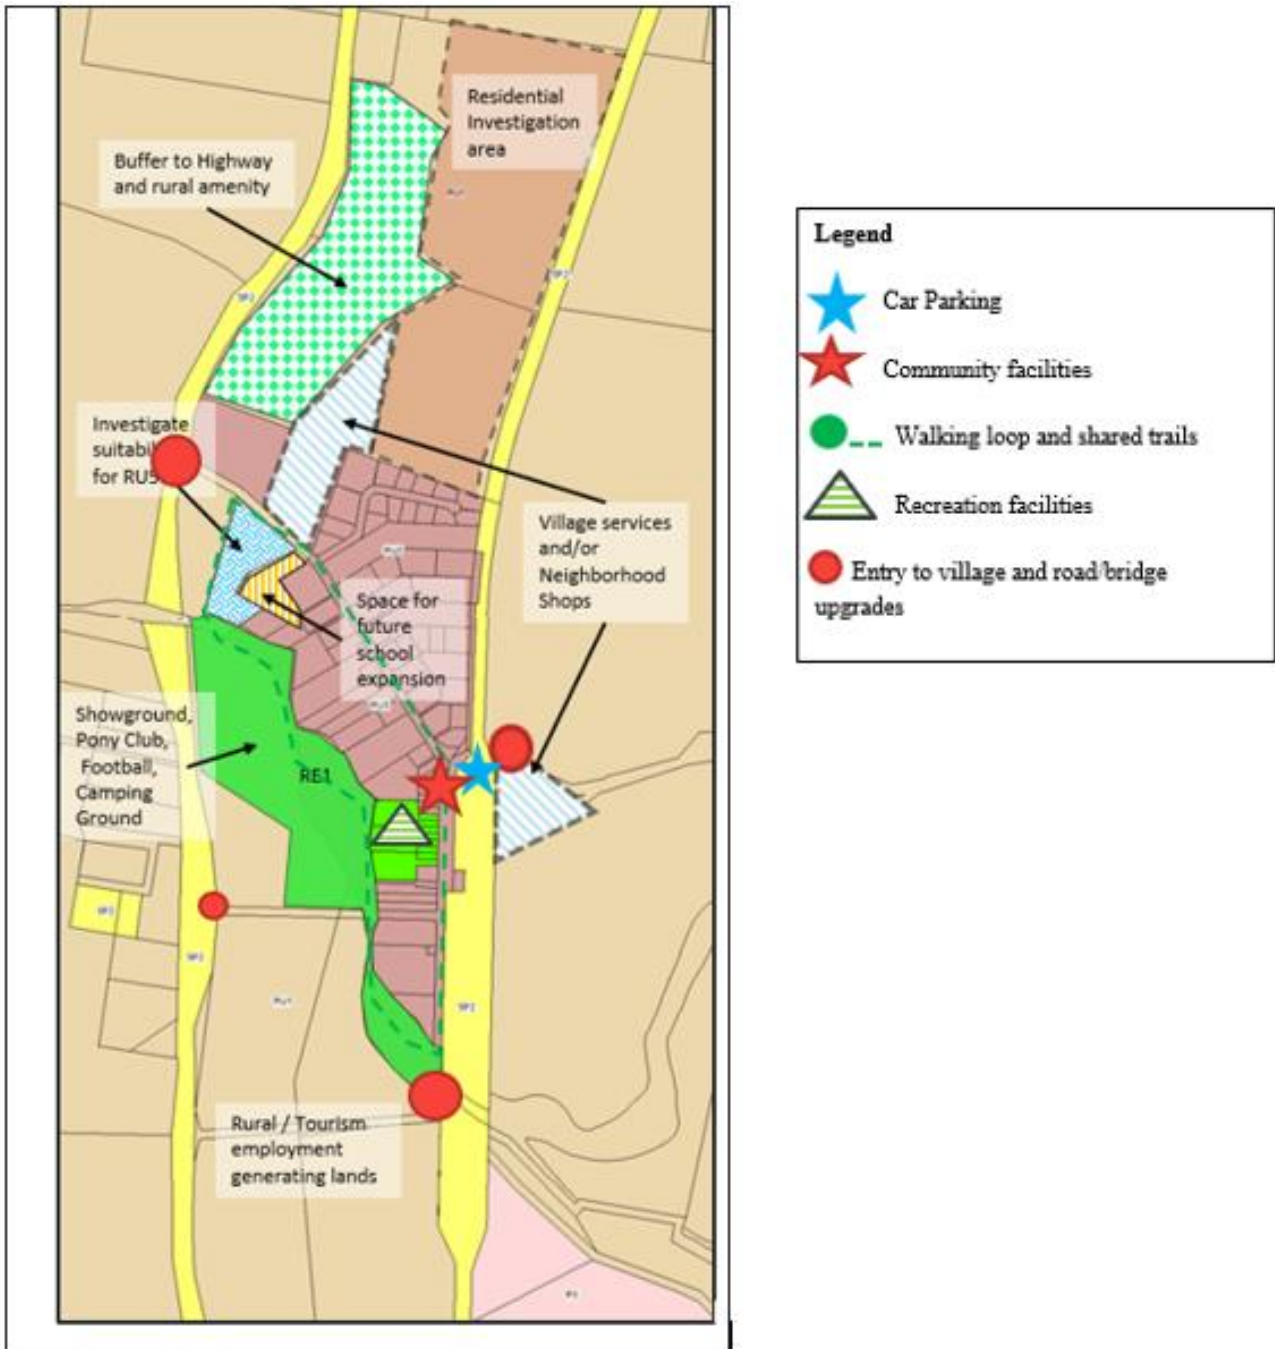 Residential
Investigation
area
Buffer to Highway
and rural amenity
Investigate
for RU5
Village services
and/or
Neighborhood
Shops
Space for
future
school
expansion
Showground,
Pony Club,
Football,
Camping
Ground
RE1
SP2
Rural / Tourism
employment
generating lands
Legend
Car Parking
Community facilities
Walking loop and shared trails
Recreation facilities
Entry to village and road/bridge
upgrades